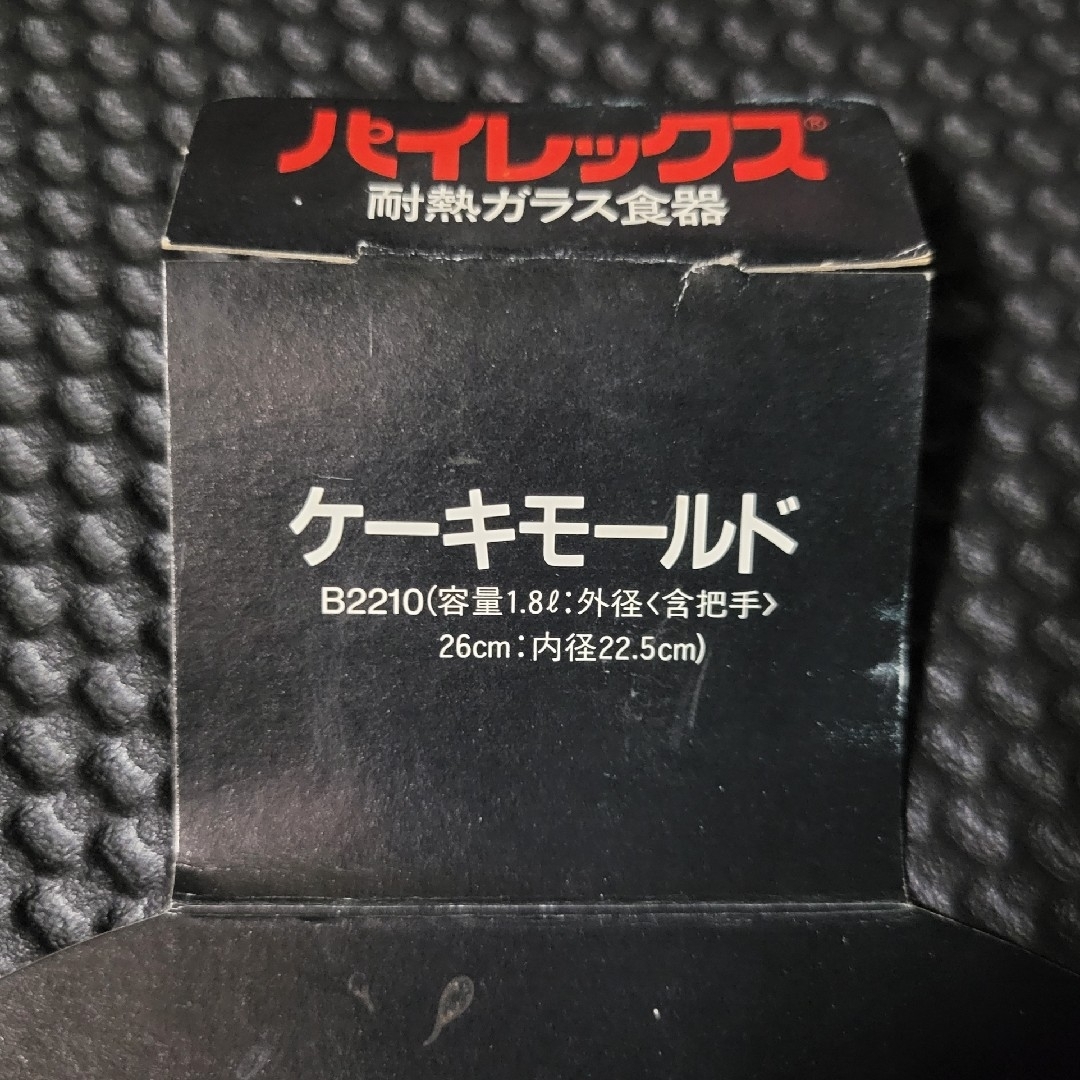 パイレックス®
耐熱ガラス食器
ケーキモールド
B2210(容量1.8ℓ:外径〈含把手〉
26cm:内径22.5cm)